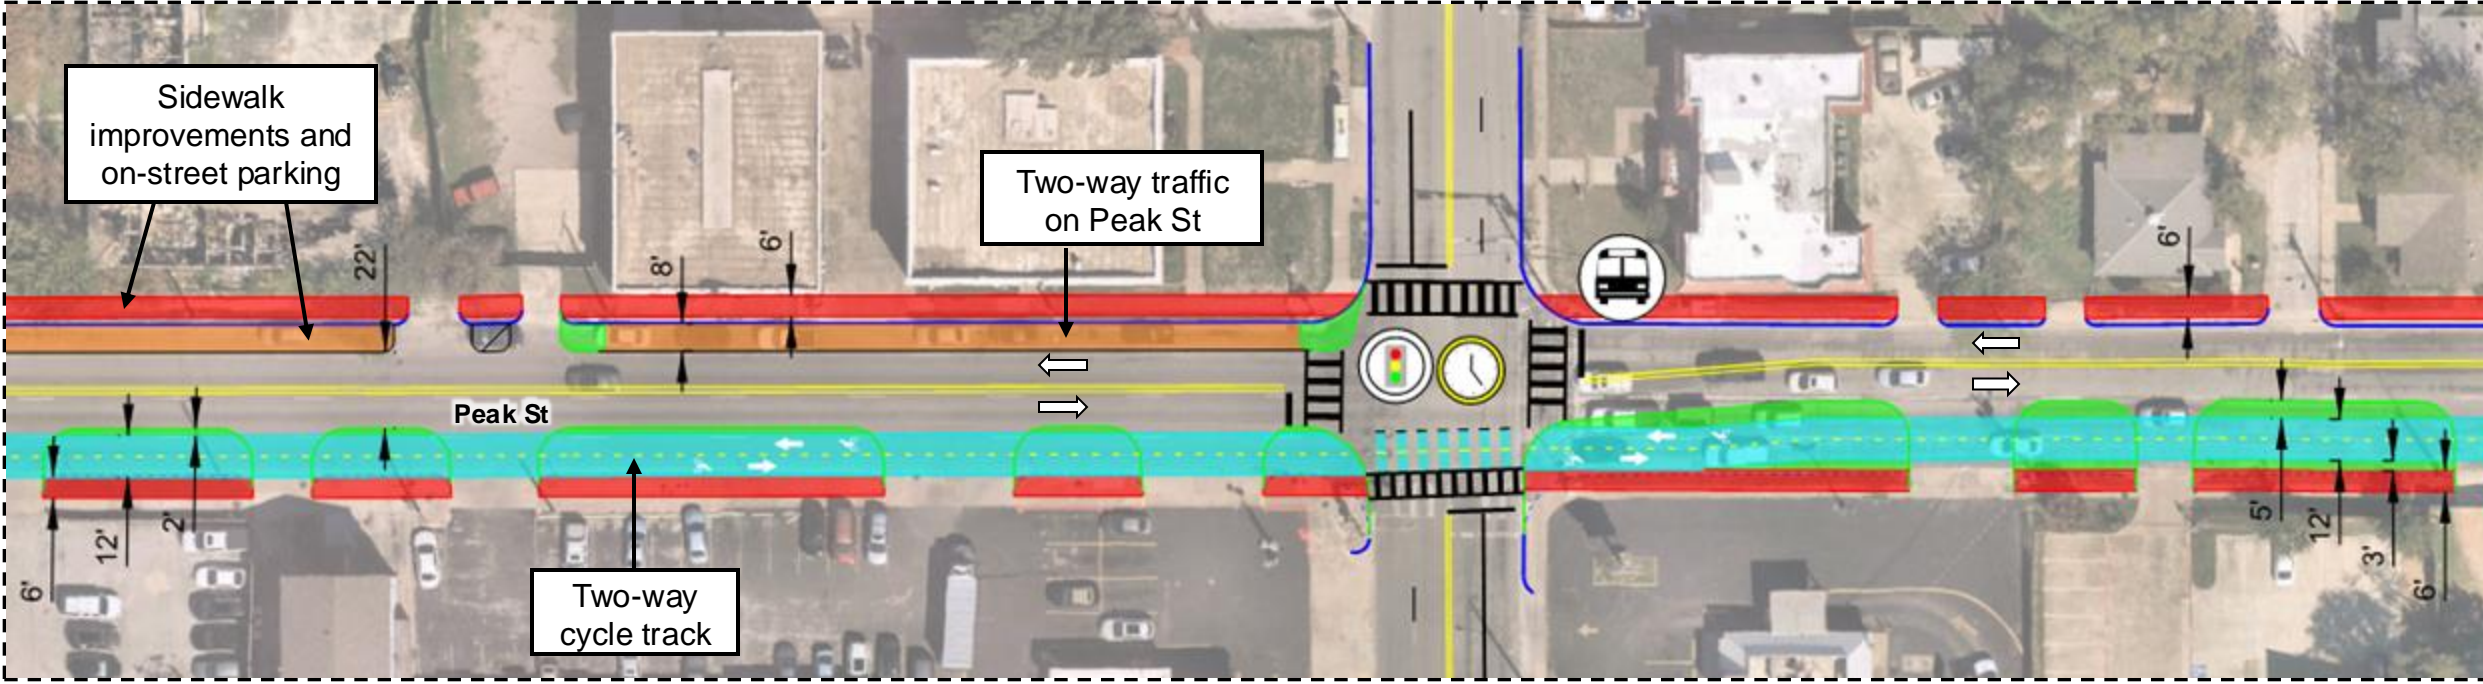 Sidewalk
improvements and
on-street parking
Two-way traffic
on Peak St
22'
8'
6'
6'
Peak St
6'
12'
2'
5'
12'
3'
6'
Two-way
cycle track